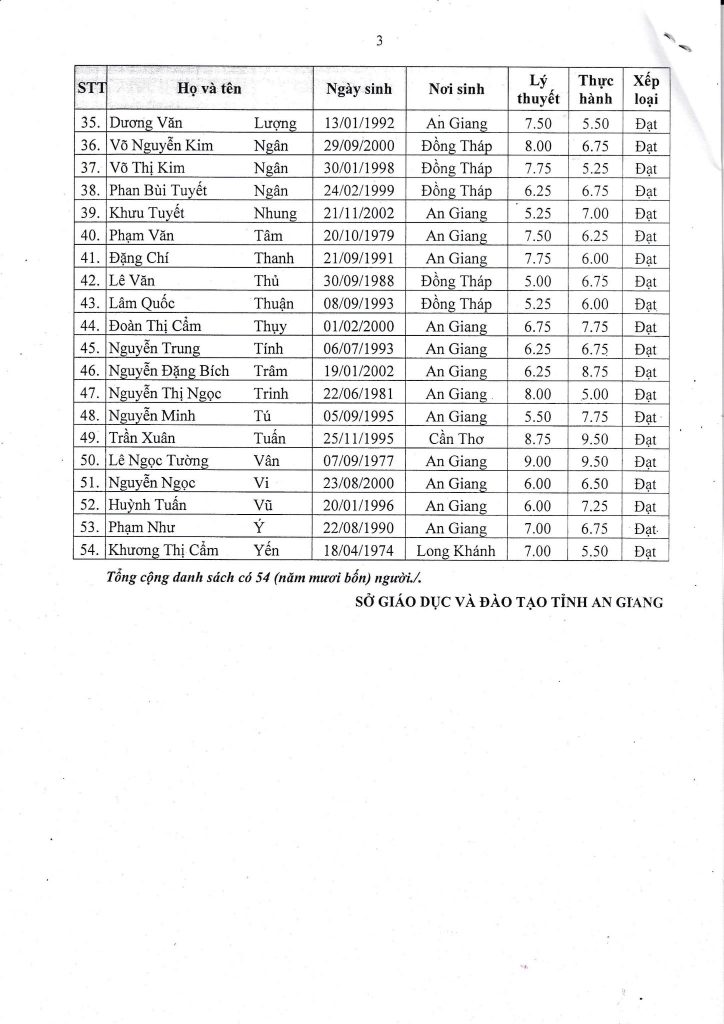 3
STT Họ và tên Ngày sinh Nơi sinh Lý thuyết Thực hành Xếp loại
35. Dương Văn Lượng 13/01/1992 An Giang 7.50 5.50 Đạt
36. Võ Nguyễn Kim Ngân 29/09/2000 Đồng Tháp 8.00 6.75 Đạt
37. Võ Thị Kim Ngân 30/01/1998 Đồng Tháp 7.75 5.25 Đạt
38. Phan Bùi Tuyết Ngân 24/02/1999 Đồng Tháp 6.25 6.75 Đạt
39. Khưu Tuyết Nhung 21/11/2002 An Giang 5.25 7.00 Đạt
40. Phạm Văn Tâm 20/10/1979 An Giang 7.50 6.25 Đạt
41. Đặng Chí Thanh 21/09/1991 An Giang 7.75 6.00 Đạt
42. Lê Văn Thủ 30/09/1988 Đồng Tháp 5.00 6.75 Đạt
43. Lâm Quốc Thuận 08/09/1993 Đồng Tháp 5.25 6.00 Đạt
44. Đoàn Thị Cẩm Thụy 01/02/2000 An Giang 6.75 7.75 Đạt
45. Nguyễn Trung Tính 06/07/1993 An Giang 6.25 6.75 Đạt
46. Nguyễn Đặng Bích Trâm 19/01/2002 An Giang 6.25 8.75 Đạt
47. Nguyễn Thị Ngọc Trinh 22/06/1981 An Giang 8.00 5.00 Đạt
48. Nguyễn Minh Tú 05/09/1995 An Giang 5.50 7.75 Đạt
49. Trần Xuân Tuấn 25/11/1995 Cần Thơ 8.75 9.50 Đạt
50. Lê Ngọc Tường Vân 07/09/1977 An Giang 9.00 9.50 Đạt
51. Nguyễn Ngọc Vi 23/08/2000 An Giang 6.00 6.50 Đạt
52. Huỳnh Tuấn Vũ 20/01/1996 An Giang 6.00 7.25 Đạt
53. Phạm Như Ý 22/08/1990 An Giang 7.00 6.75 Đạt
54. Khương Thị Cẩm Yến 18/04/1974 Long Khánh 7.00 5.50 Đạt
Tổng cộng danh sách có 54 (năm mươi bốn) người./.
SỞ GIÁO DỤC VÀ ĐÀO TẠO TỈNH AN GIANG